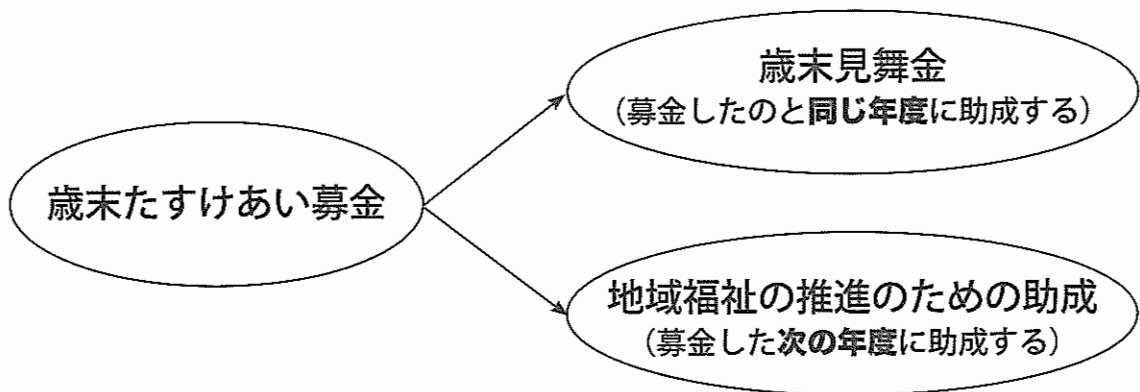 歳末見舞金
(募金したのと同じ年度に助成する)
歳末たすけあい募金
地域福祉の推進のための助成
(募金した次の年度に助成する)